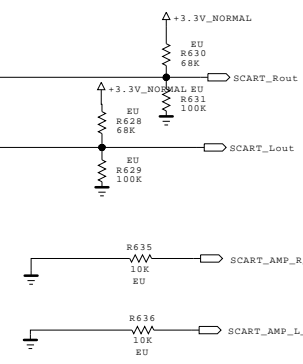 +3.3V_NORMAL
EU
R630
68K
SCART_Rout
+3.3V_NORMAL
EU
R631
100K
EU
R628
68K
SCART_Lout
EU
R629
100K
R635
10K
EU
SCART_AMP_R
R636
10K
EU
SCART_AMP_L